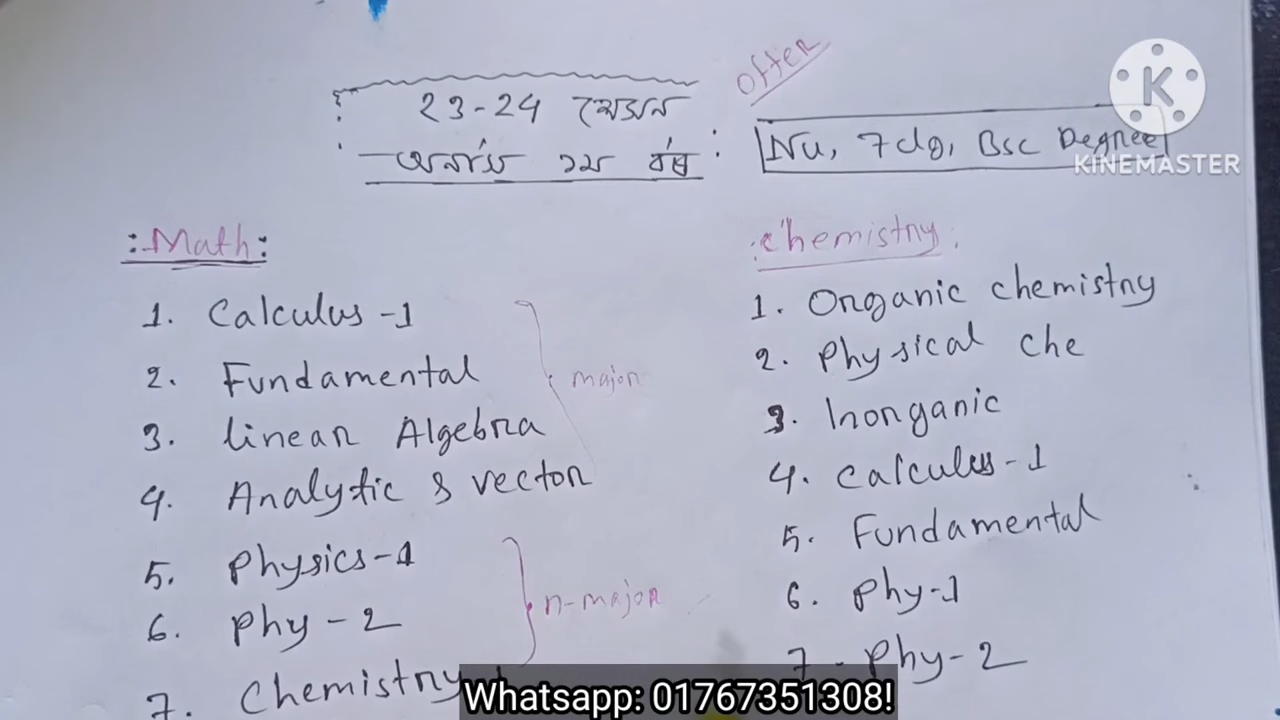 offer
23-24 সেশন
অনার্স ১ম বর্ষ
Nu, 7clg, Bsc Degree
K
KINEMASTER
:Math:
1. Calculus -1
2. Fundamental
3. linear Algebra
4. Analytic & vector
major
5. physics-1
6. phy-2
n-major
7. Chemistry
:chemistry:
1. Organic chemistry
2. physical che
3. Inorganic
4. calculus-1
5. Fundamental
6. phy-1
7. phy-2
Whatsapp: 01767351308!